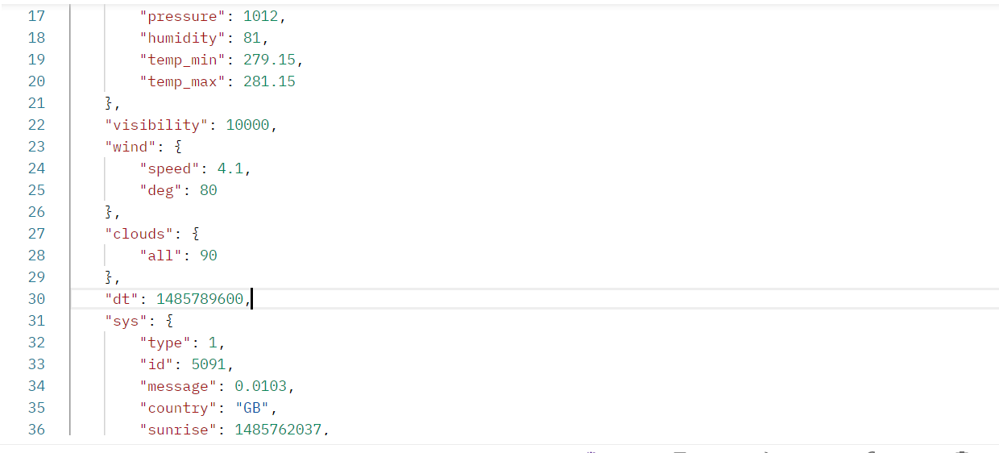 17 "pressure": 1012,
18 "humidity": 81,
19 "temp_min": 279.15,
20 "temp_max": 281.15
21 },
22 "visibility": 10000,
23 "wind": {
24 "speed": 4.1,
25 "deg": 80
26 },
27 "clouds": {
28 "all": 90
29 },
30 "dt": 1485789600,
31 "sys": {
32 "type": 1,
33 "id": 5091,
34 "message": 0.0103,
35 "country": "GB",
36 "sunrise": 1485762037,